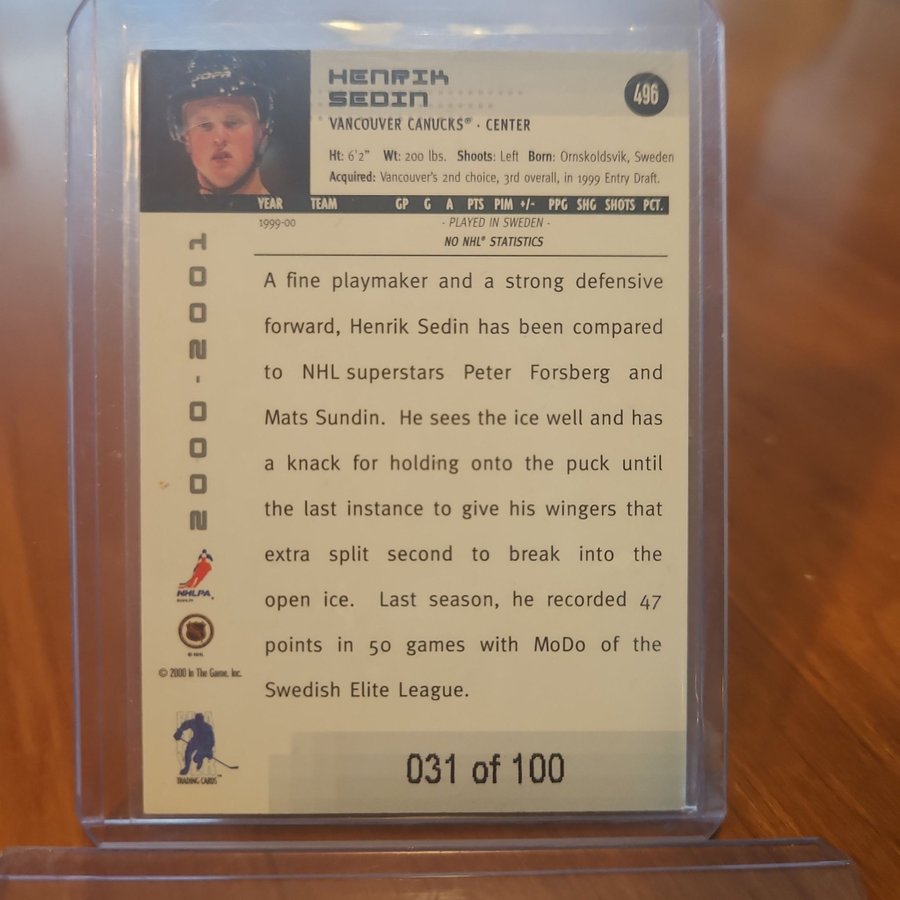 JOFA
HENRIK
SEDIN
496
VANCOUVER CANUCKS® · CENTER
Ht: 6'2" Wt: 200 lbs. Shoots: Left Born: Ornskoldsvik, Sweden
Acquired: Vancouver's 2nd choice, 3rd overall, in 1999 Entry Draft.
YEAR TEAM GP G A PTS PIM +/- PPG SHG SHOTS PCT.
1999-00 - PLAYED IN SWEDEN -
NO NHL® STATISTICS
2000-2001
A fine playmaker and a strong defensive
forward, Henrik Sedin has been compared
to NHL superstars Peter Forsberg and
Mats Sundin. He sees the ice well and has
a knack for holding onto the puck until
the last instance to give his wingers that
extra split second to break into the
open ice. Last season, he recorded 47
points in 50 games with MoDo of the
Swedish Elite League.
NHLPA
© NHL
© 2000 In The Game, Inc.
TRADING CARDS™
031 of 100